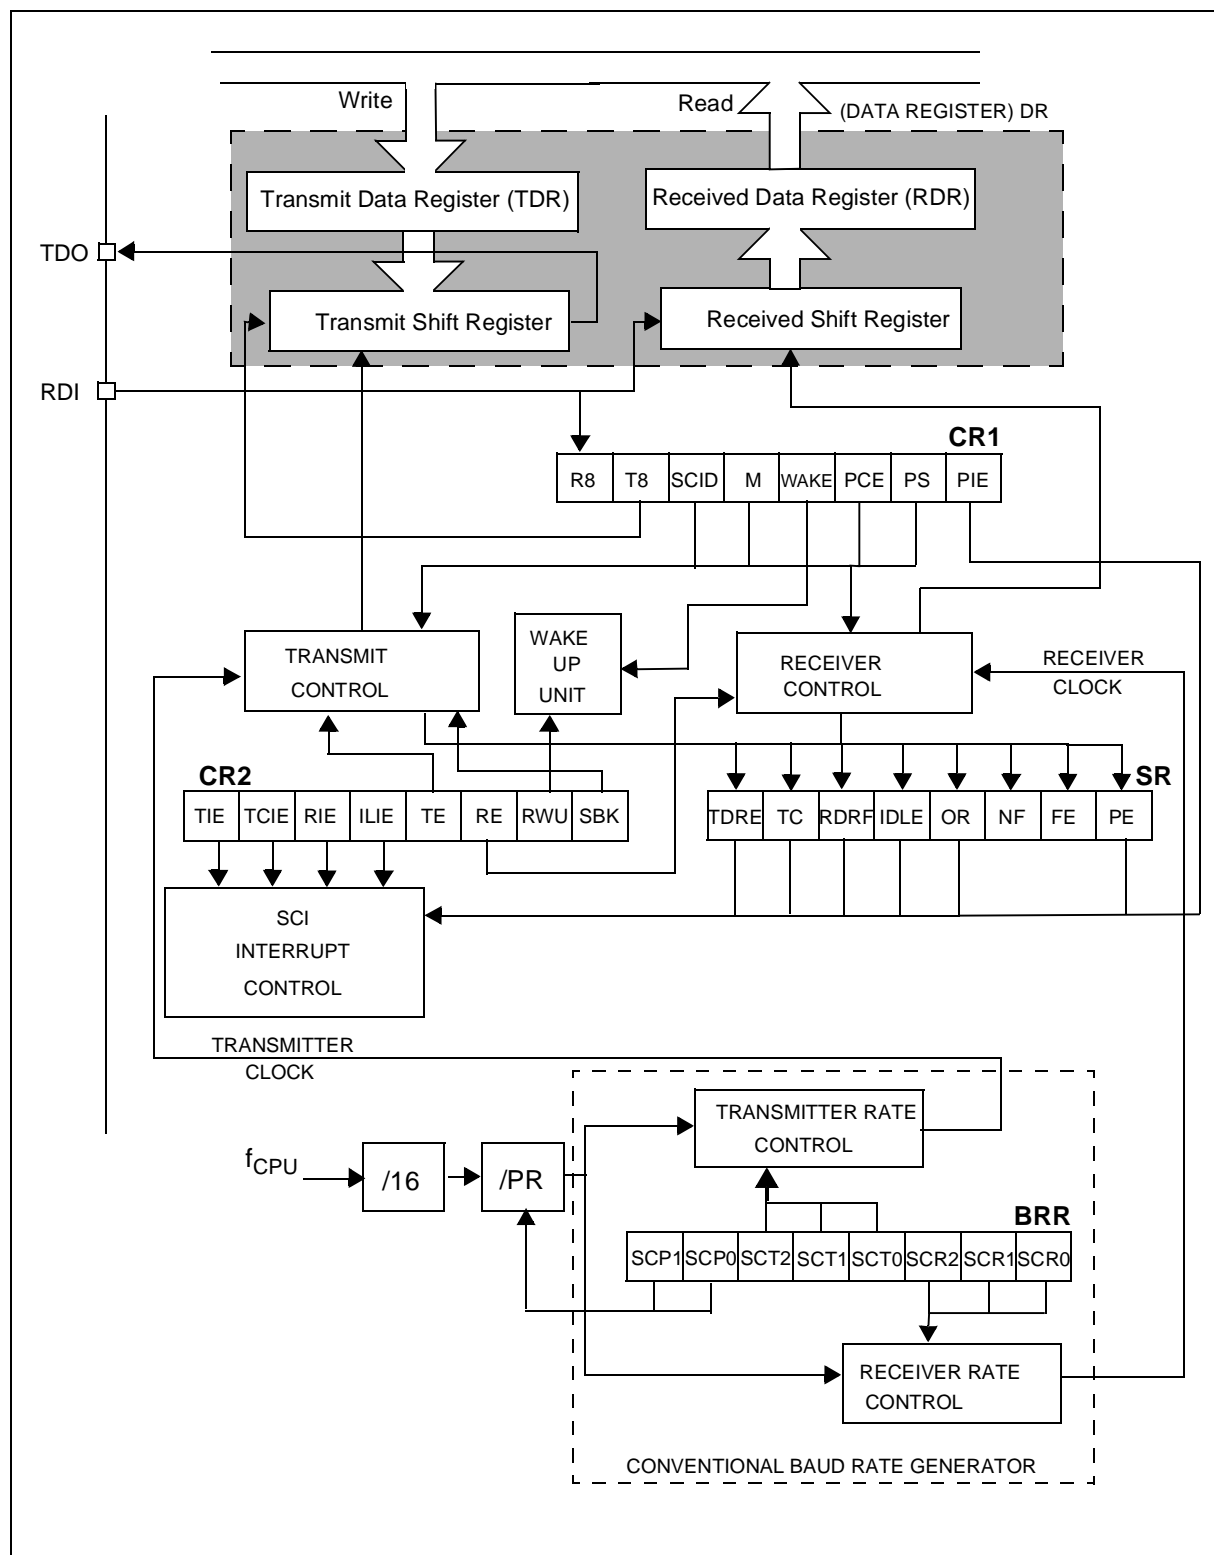 Write
Read
(DATA REGISTER) DR
Transmit Data Register (TDR)
Received Data Register (RDR)
TDO
Transmit Shift Register
Received Shift Register
RDI
CR1
R8 T8 SCID M WAKE PCE PS PIE
TRANSMIT
CONTROL
WAKE
UP
UNIT
RECEIVER
CONTROL
RECEIVER
CLOCK
CR2
SR
TIE TCIE RIE ILIE TE RE RWU SBK
TDRE TC RDRF IDLE OR NF FE PE
SCI
INTERRUPT
CONTROL
TRANSMITTER
CLOCK
TRANSMITTER RATE
CONTROL
fCPU
/16
/PR
BRR
SCP1 SCP0 SCT2 SCT1 SCT0 SCR2 SCR1 SCR0
RECEIVER RATE
CONTROL
CONVENTIONAL BAUD RATE GENERATOR